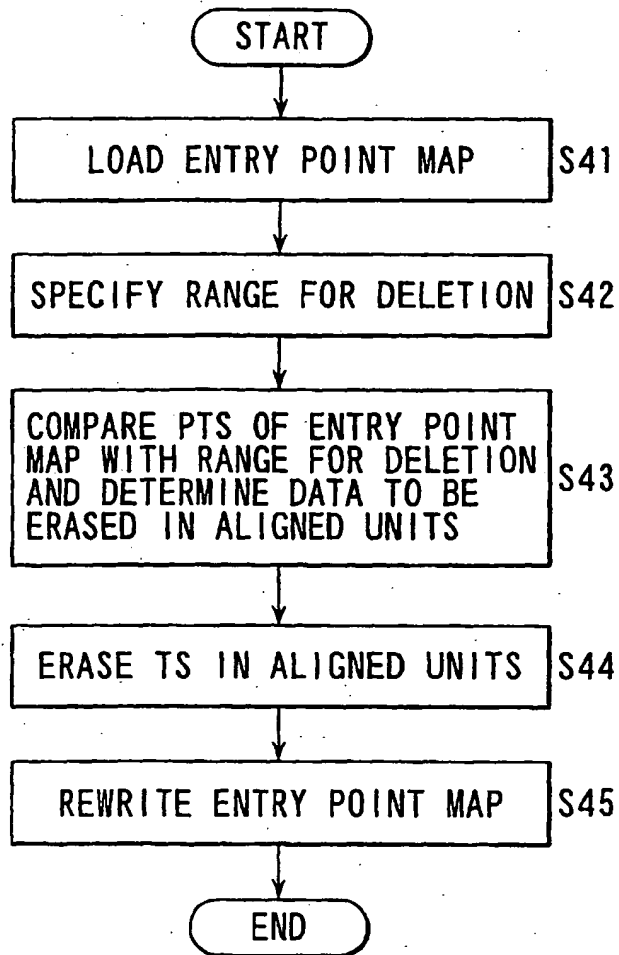 START
LOAD ENTRY POINT MAP S41
SPECIFY RANGE FOR DELETION S42
COMPARE PTS OF ENTRY POINT
MAP WITH RANGE FOR DELETION
AND DETERMINE DATA TO BE
ERASED IN ALIGNED UNITS
S43
ERASE TS IN ALIGNED UNITS S44
REWRITE ENTRY POINT MAP S45
END